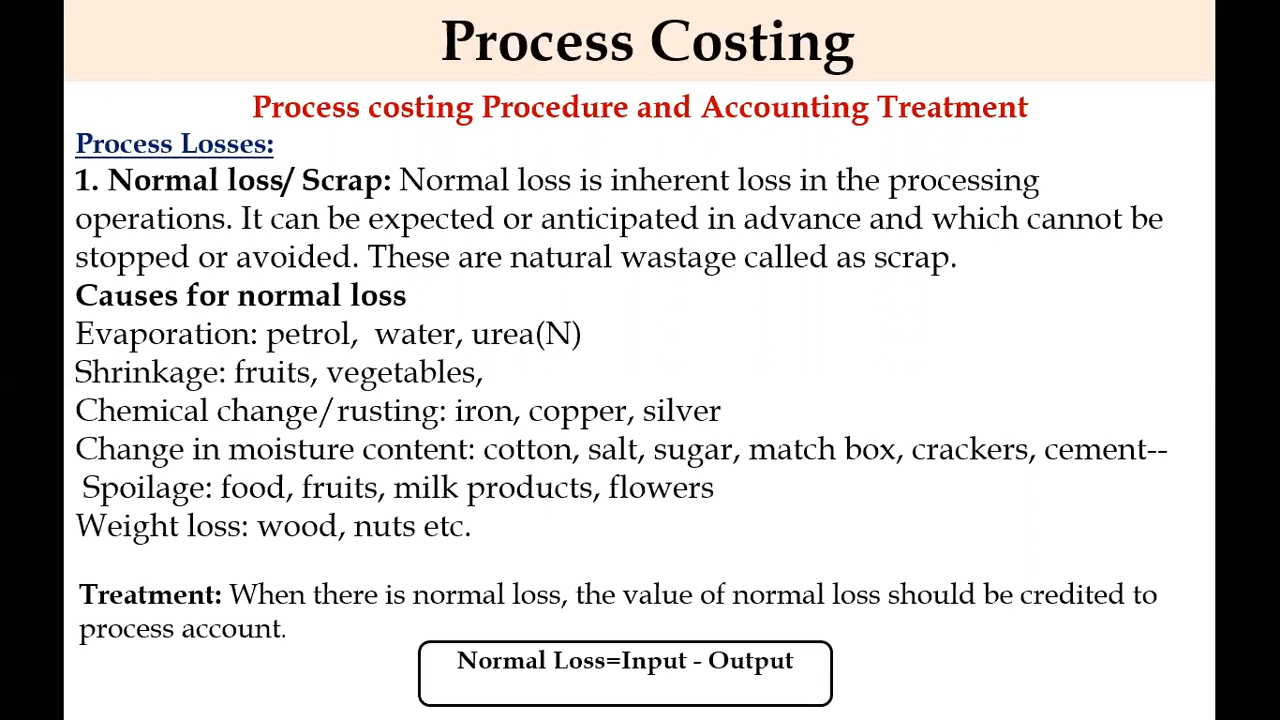 Process Costing
Process costing Procedure and Accounting Treatment
Process Losses:
1. Normal loss/ Scrap: Normal loss is inherent loss in the processing
operations. It can be expected or anticipated in advance and which cannot be
stopped or avoided. These are natural wastage called as scrap.
Causes for normal loss
Evaporation: petrol,  water, urea(N)
Shrinkage: fruits, vegetables,
Chemical change/rusting: iron, copper, silver
Change in moisture content: cotton, salt, sugar, match box, crackers, cement--
Spoilage: food, fruits, milk products, flowers
Weight loss: wood, nuts etc.
Treatment: When there is normal loss, the value of normal loss should be credited to
process account.
Normal Loss=Input - Output